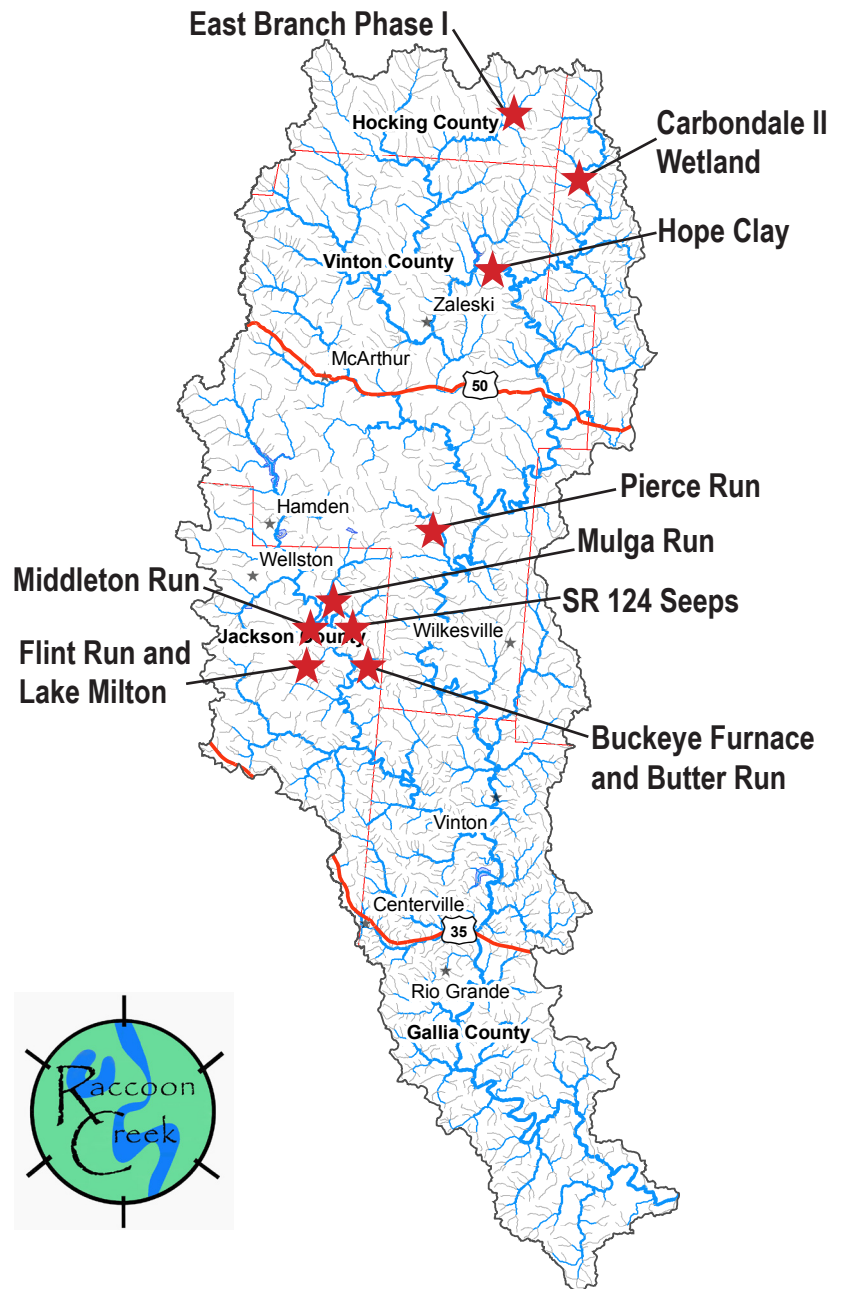 East Branch Phase I
Hocking County
Carbondale II
Wetland
Hope Clay
Vinton County
Zaleski
McArthur
50
Pierce Run
Hamden
Mulga Run
Wellston
Middleton Run
SR 124 Seeps
Jackson County
Wilkesville
Flint Run and
Lake Milton
Buckeye Furnace
and Butter Run
Vinton
Centerville
35
Rio Grande
Gallia County
Raccoon
Creek